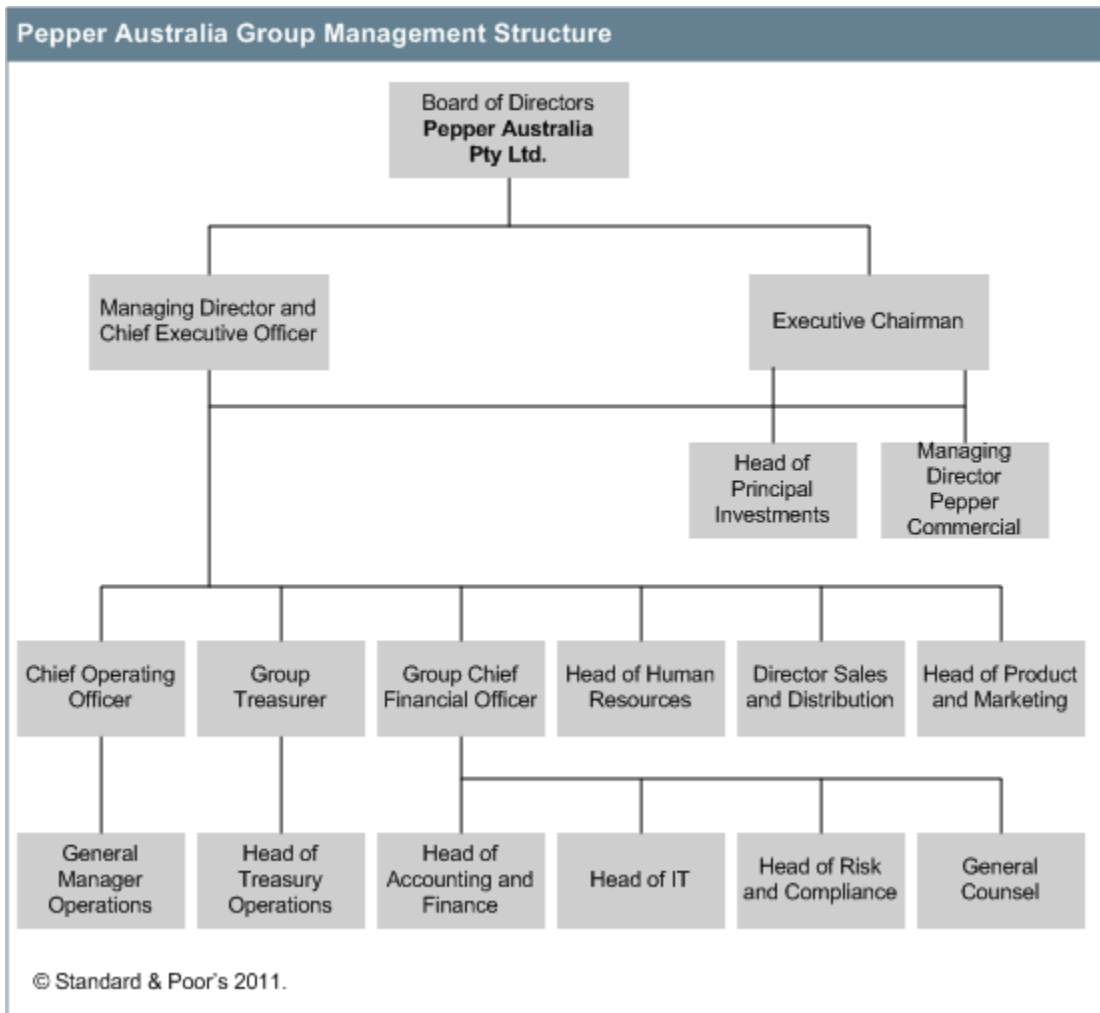 Pepper Australia Group Management Structure
Board of Directors
Pepper Australia
Pty Ltd.
Managing Director and
Chief Executive Officer
Executive Chairman
Head of
Principal
Investments
Managing
Director
Pepper
Commercial
Chief Operating
Officer
Group
Treasurer
Group Chief
Financial Officer
Head of Human
Resources
Director Sales
and Distribution
Head of Product
and Marketing
General
Manager
Operations
Head of
Treasury
Operations
Head of
Accounting and
Finance
Head of IT
Head of Risk
and Compliance
General
Counsel
© Standard & Poor's 2011.